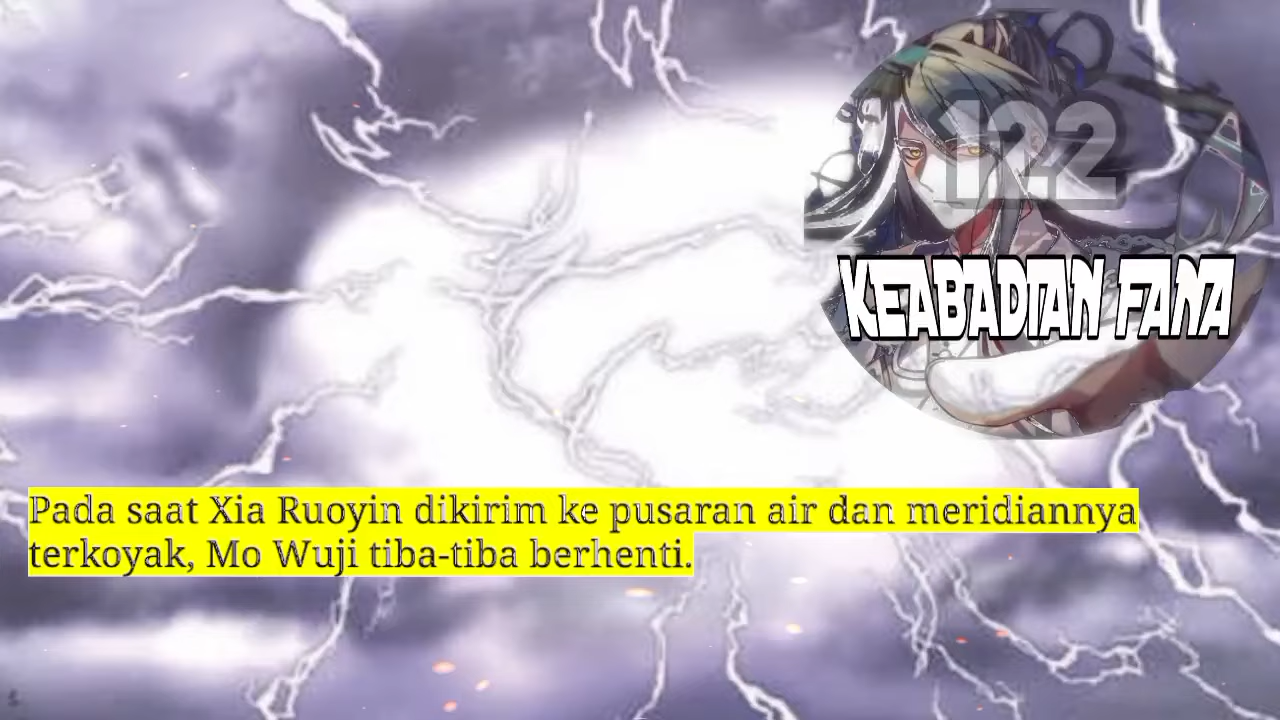 122
KEABADIAN FANA
Pada saat Xia Ruoyin dikirim ke pusaran air dan meridiannya
terkoyak, Mo Wuji tiba-tiba berhenti.